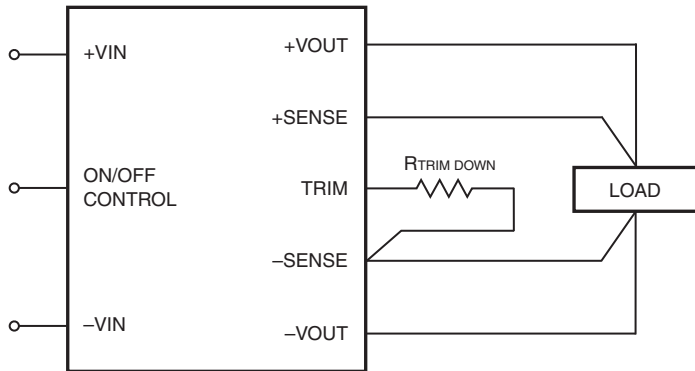 +VIN
ON/OFF
CONTROL
–VIN
+VOUT
+SENSE
TRIM
–SENSE
–VOUT
RTRIM DOWN
LOAD